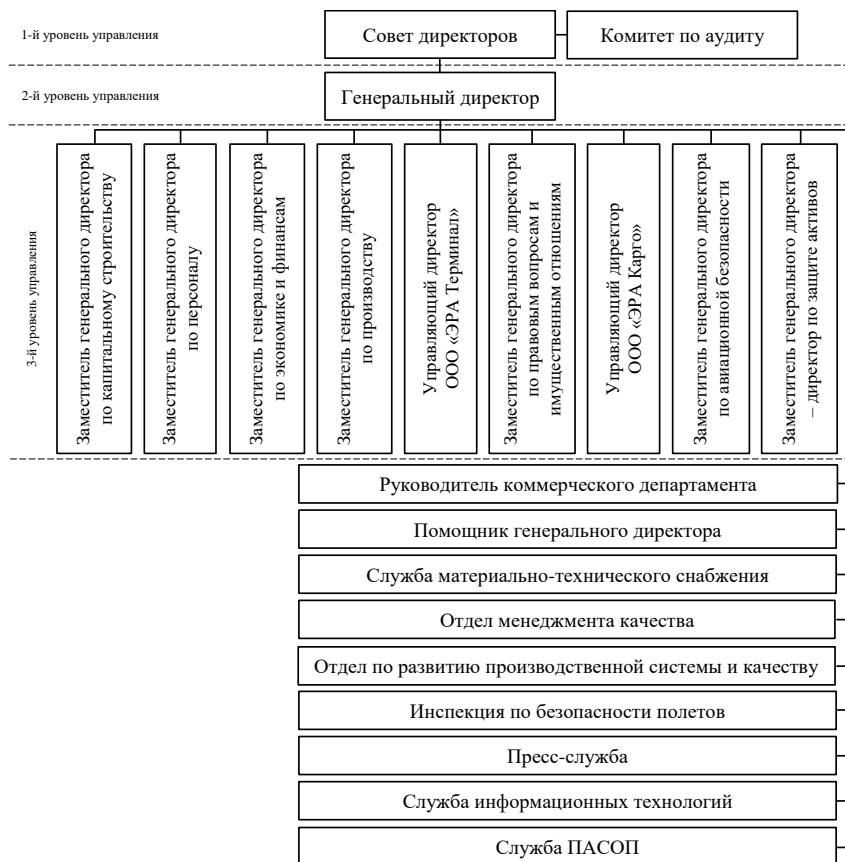 1-й уровень управления
Совет директоров
Комитет по аудиту
2-й уровень управления
Генеральный директор
3-й уровень управления
Заместитель генерального директора
по капитальному строительству
Заместитель генерального директора
по персоналу
Заместитель генерального директора
по экономике и финансам
Заместитель генерального директора
по производству
Управляющий директор
ООО «ЭРА Терминал»
Заместитель генерального директора
по правовым вопросам и
имущественным отношениям
Управляющий директор
ООО «ЭРА Карго»
Заместитель генерального директора
по авиационной безопасности
Заместитель генерального директора
– директор по защите активов
Руководитель коммерческого департамента
Помощник генерального директора
Служба материально-технического снабжения
Отдел менеджмента качества
Отдел по развитию производственной системы и качеству
Инспекция по безопасности полетов
Пресс-служба
Служба информационных технологий
Служба ПАСОП